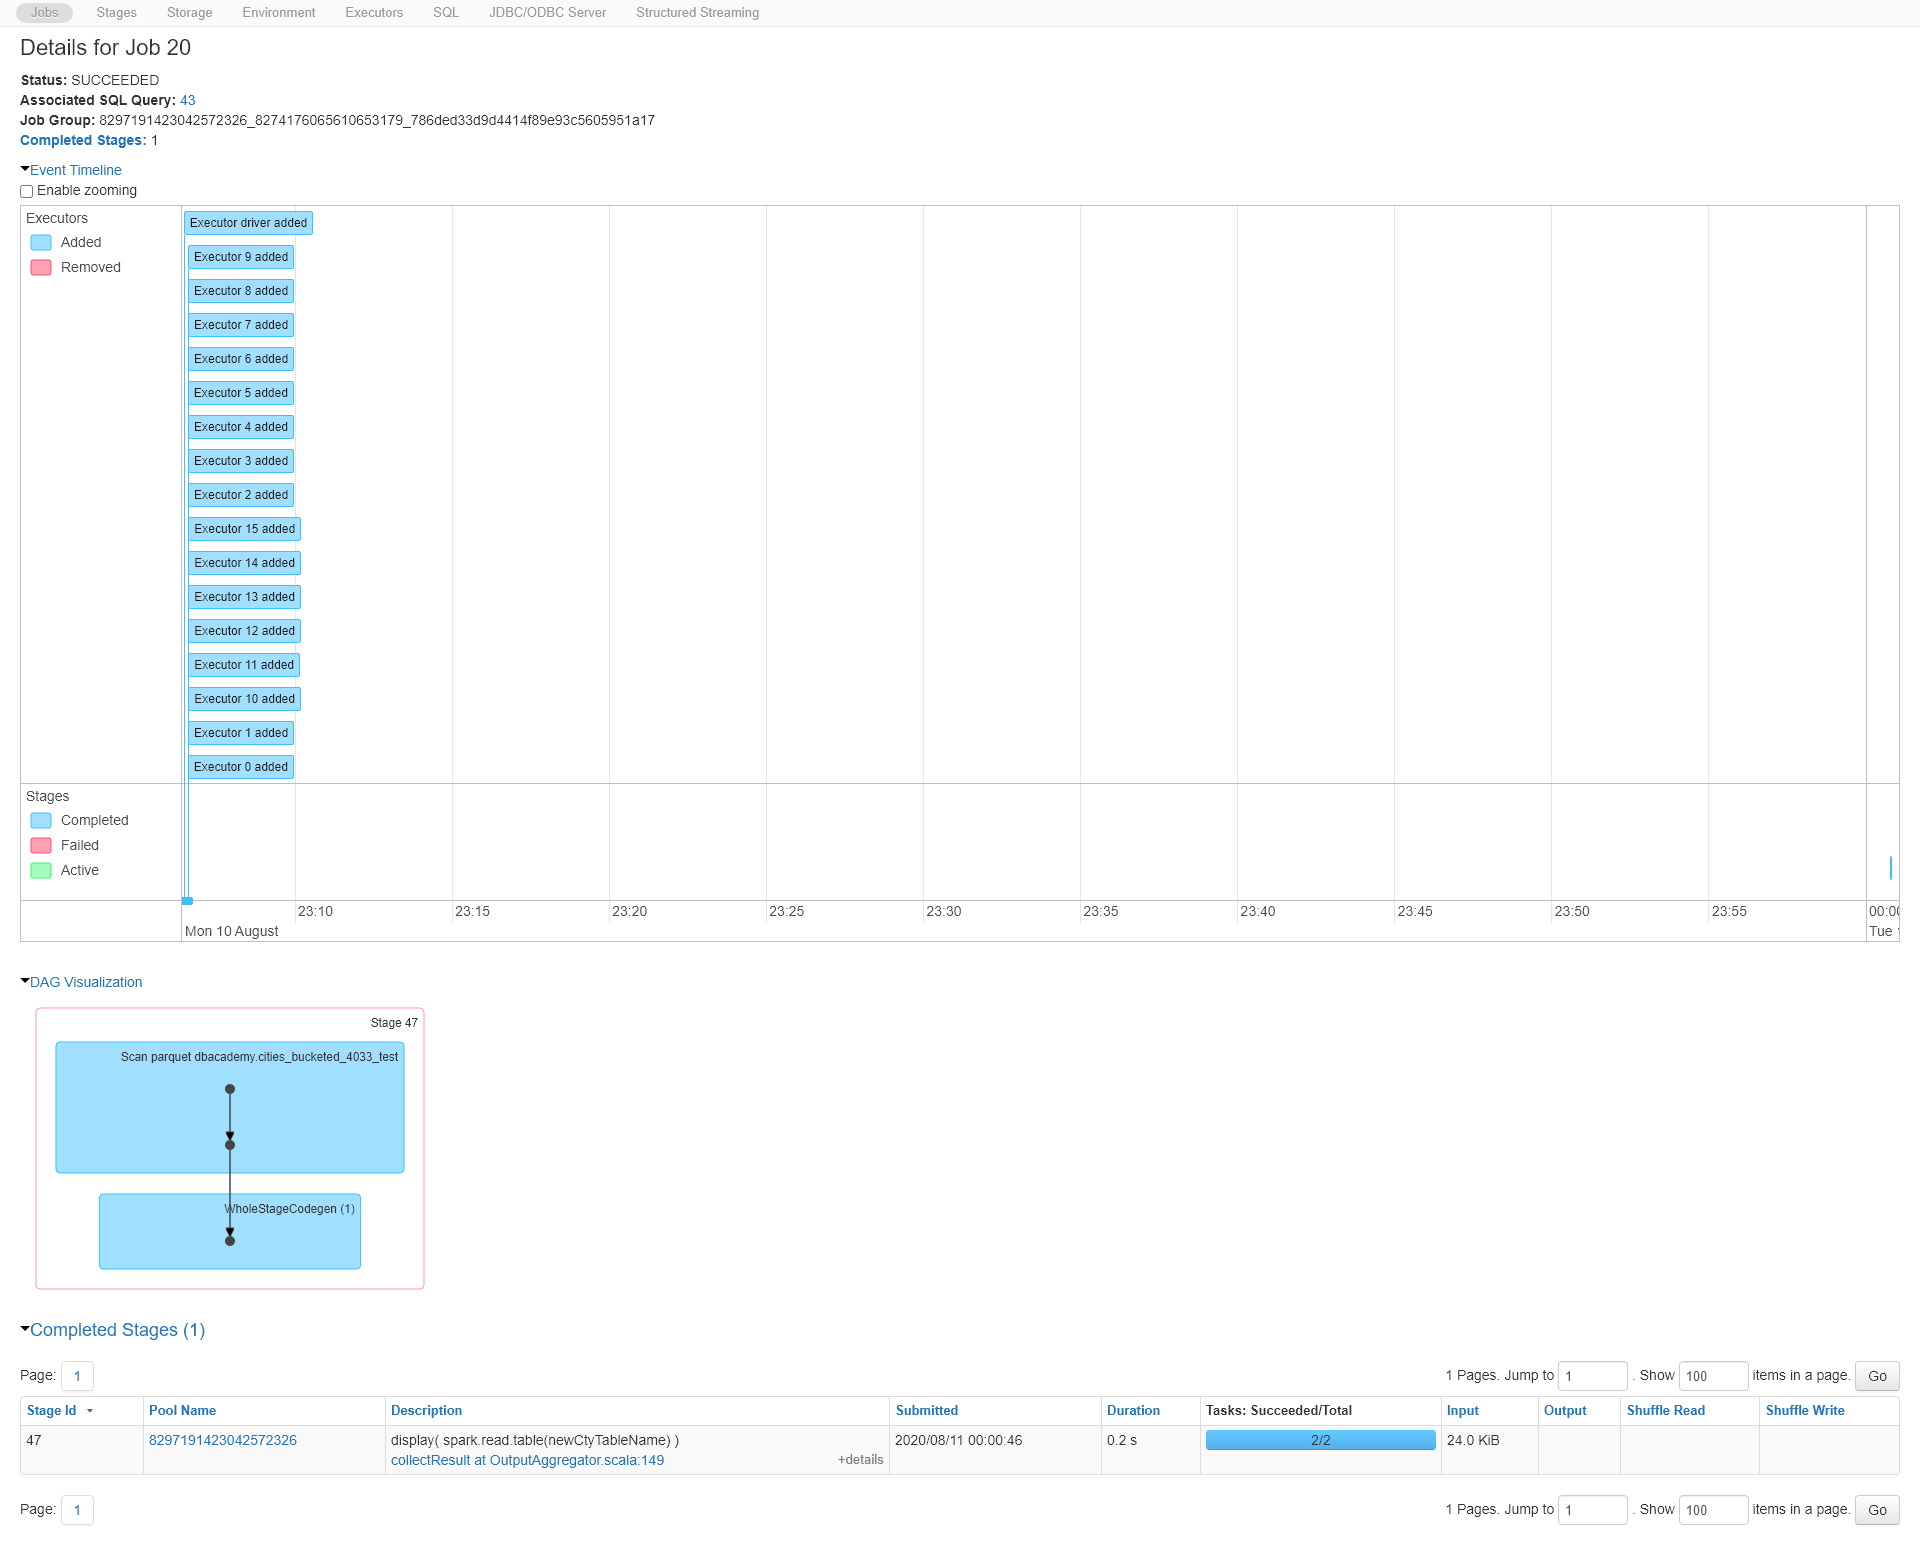 Jobs Stages Storage Environment Executors SQL JDBC/ODBC Server Structured Streaming
Details for Job 20
Status: SUCCEEDED
Associated SQL Query: 43
Job Group: 8297191423042572326_8274176065610653179_786ded33d9d4414f89e93c5605951a17
Completed Stages: 1
Event Timeline
Enable zooming
Executors
Added
Removed
Executor driver added
Executor 9 added
Executor 8 added
Executor 7 added
Executor 6 added
Executor 5 added
Executor 4 added
Executor 3 added
Executor 2 added
Executor 15 added
Executor 14 added
Executor 13 added
Executor 12 added
Executor 11 added
Executor 10 added
Executor 1 added
Executor 0 added
Stages
Completed
Failed
Active
23:10 23:15 23:20 23:25 23:30 23:35 23:40 23:45 23:50 23:55 00:00
Mon 10 August Tue
DAG Visualization
Stage 47
Scan parquet dbacademy.cities_bucketed_4033_test
WholeStageCodegen (1)
Completed Stages (1)
Page: 1 1 Pages. Jump to 1 . Show 100 items in a page. Go
Stage Id Pool Name Description Submitted Duration Tasks: Succeeded/Total Input Output Shuffle Read Shuffle Write
47 8297191423042572326 display( spark.read.table(newCtyTableName) ) 2020/08/11 00:00:46 0.2 s 2/2 24.0 KiB
collectResult at OutputAggregator.scala:149 +details
Page: 1 1 Pages. Jump to 1 . Show 100 items in a page. Go